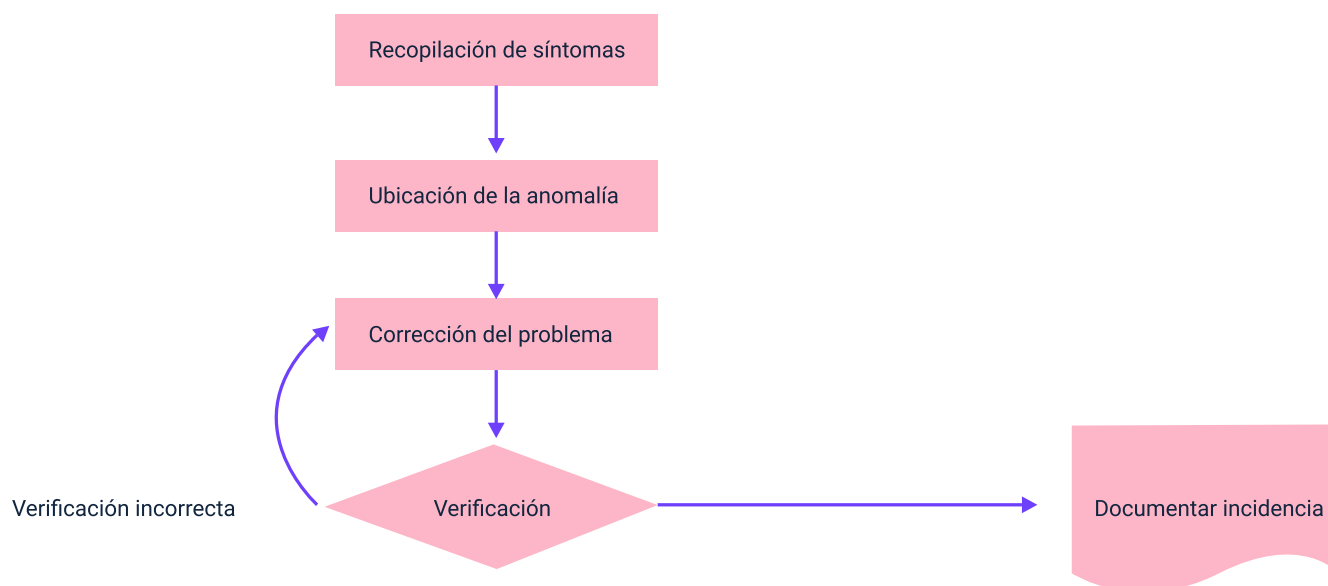 Recopilación de síntomas
Ubicación de la anomalía
Corrección del problema
Verificación incorrecta
Verificación
Documentar incidencia